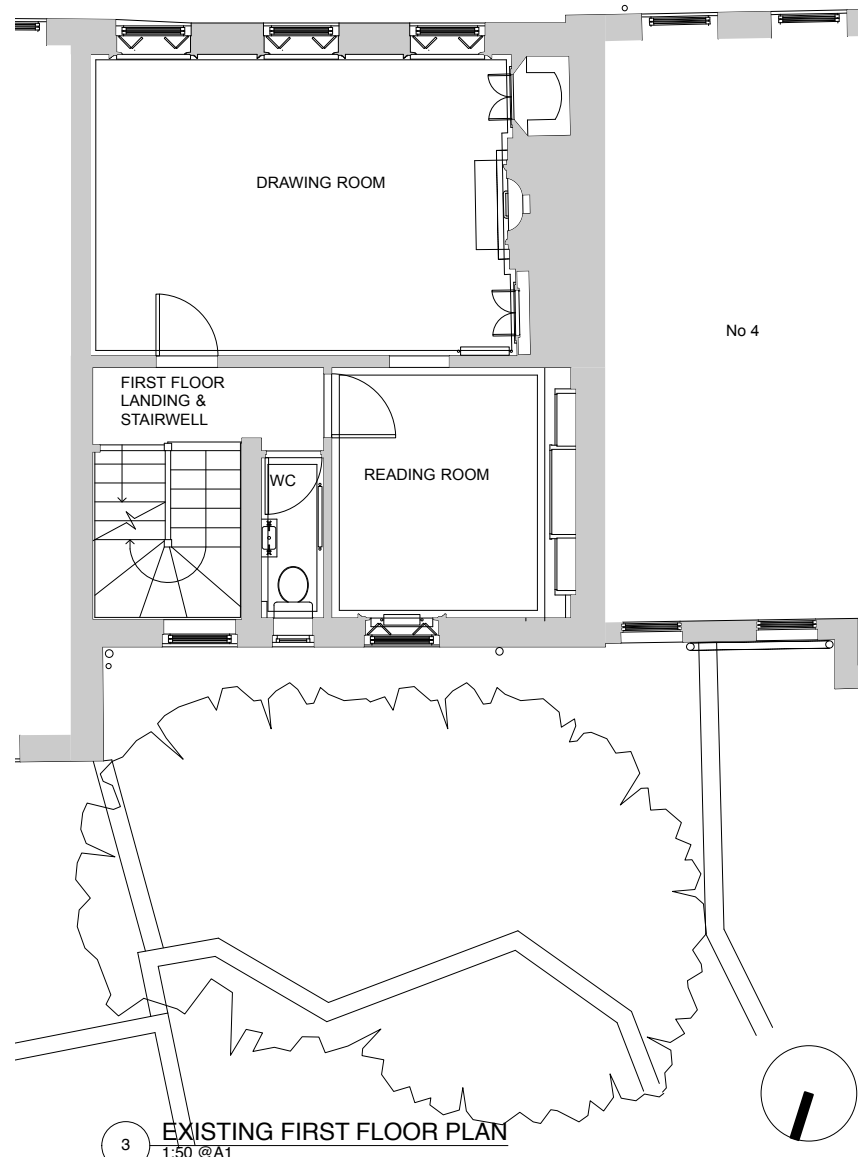 DRAWING ROOM
No 4
FIRST FLOOR
LANDING &
STAIRWELL
WC
READING ROOM
3
EXISTING FIRST FLOOR PLAN
1:50 @A1